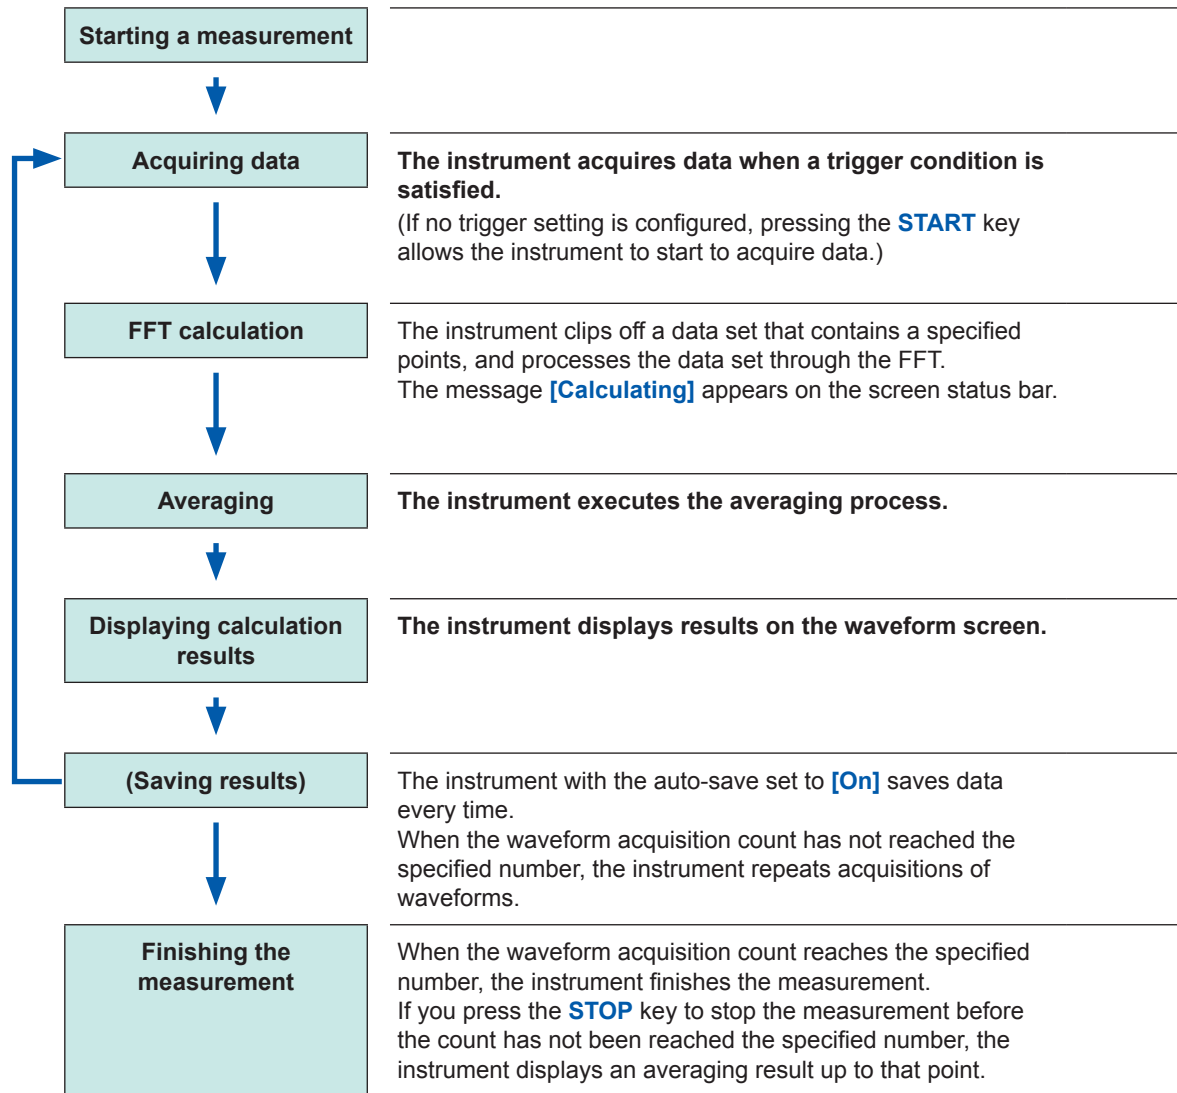 Starting a measurement
Acquiring data
The instrument acquires data when a trigger condition is
satisfied.
(If no trigger setting is configured, pressing the START key
allows the instrument to start to acquire data.)
FFT calculation
The instrument clips off a data set that contains a specified
points, and processes the data set through the FFT.
The message [Calculating] appears on the screen status bar.
Averaging
The instrument executes the averaging process.
Displaying calculation
results
The instrument displays results on the waveform screen.
(Saving results)
The instrument with the auto-save set to [On] saves data
every time.
When the waveform acquisition count has not reached the
specified number, the instrument repeats acquisitions of
waveforms.
Finishing the
measurement
When the waveform acquisition count reaches the specified
number, the instrument finishes the measurement.
If you press the STOP key to stop the measurement before
the count has not been reached the specified number, the
instrument displays an averaging result up to that point.